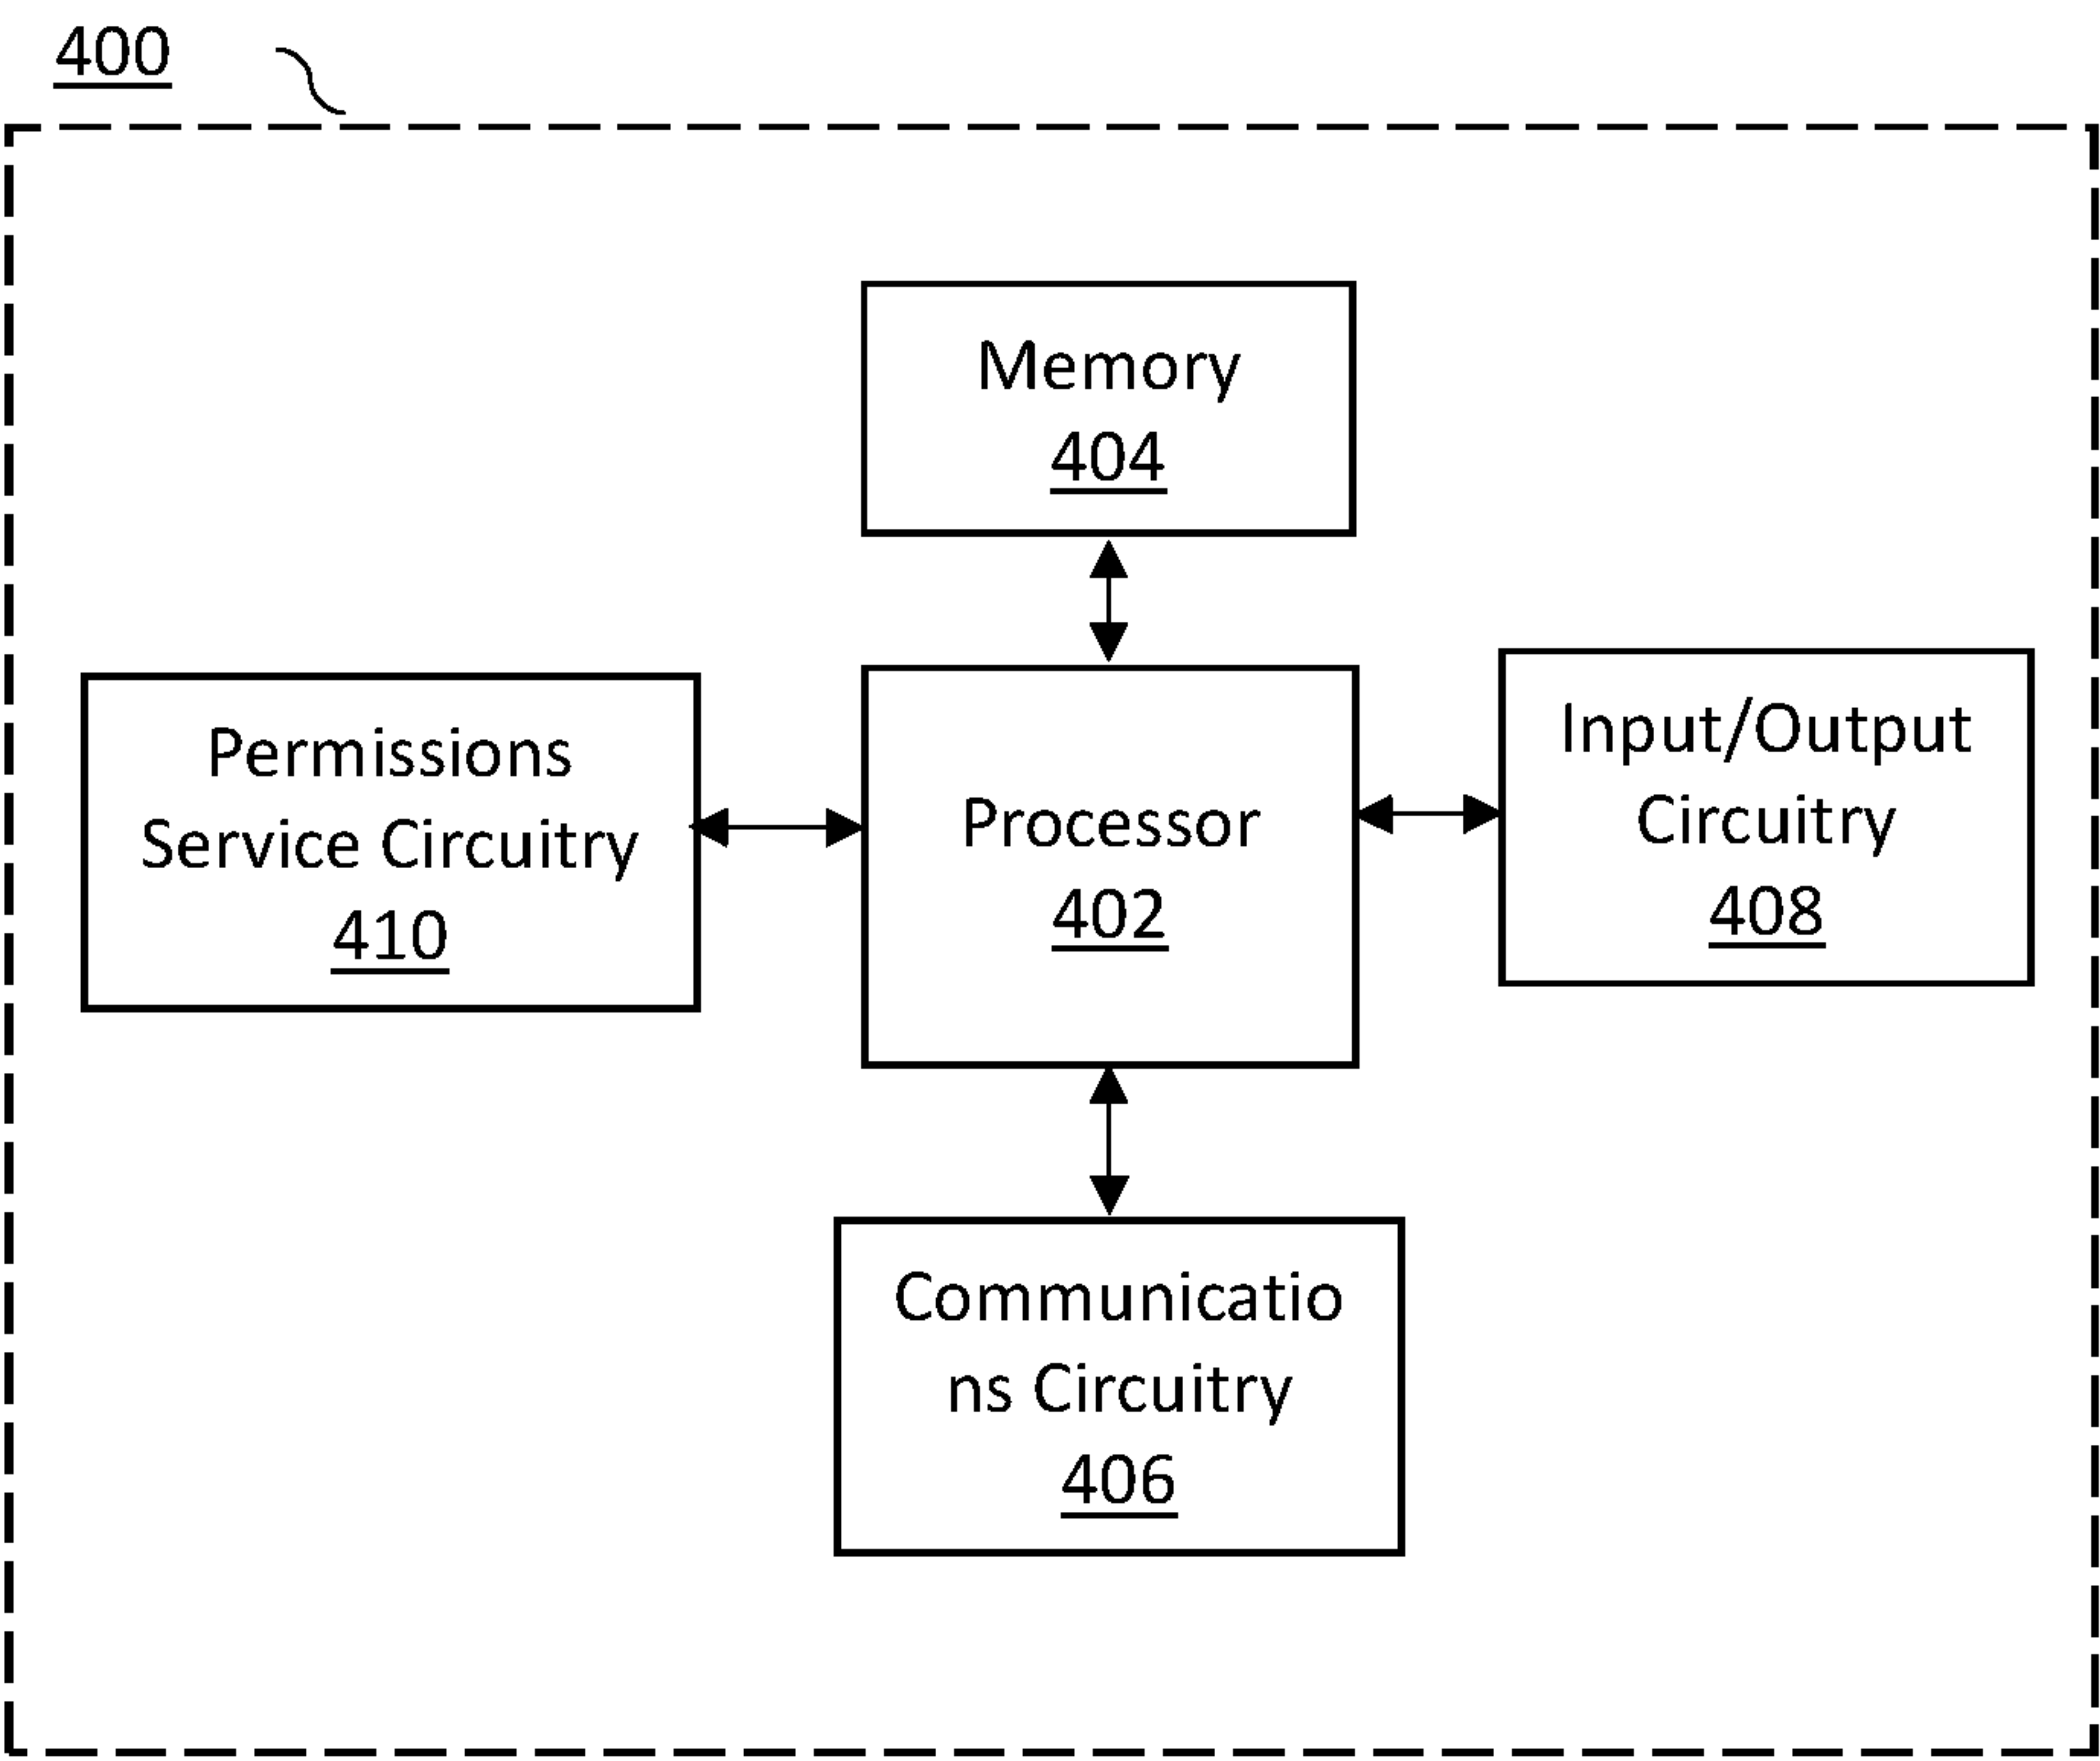 400
Memory
404
Permissions
Service Circuitry
410
Processor
402
Input/Output
Circuitry
408
Communicatio
ns Circuitry
406